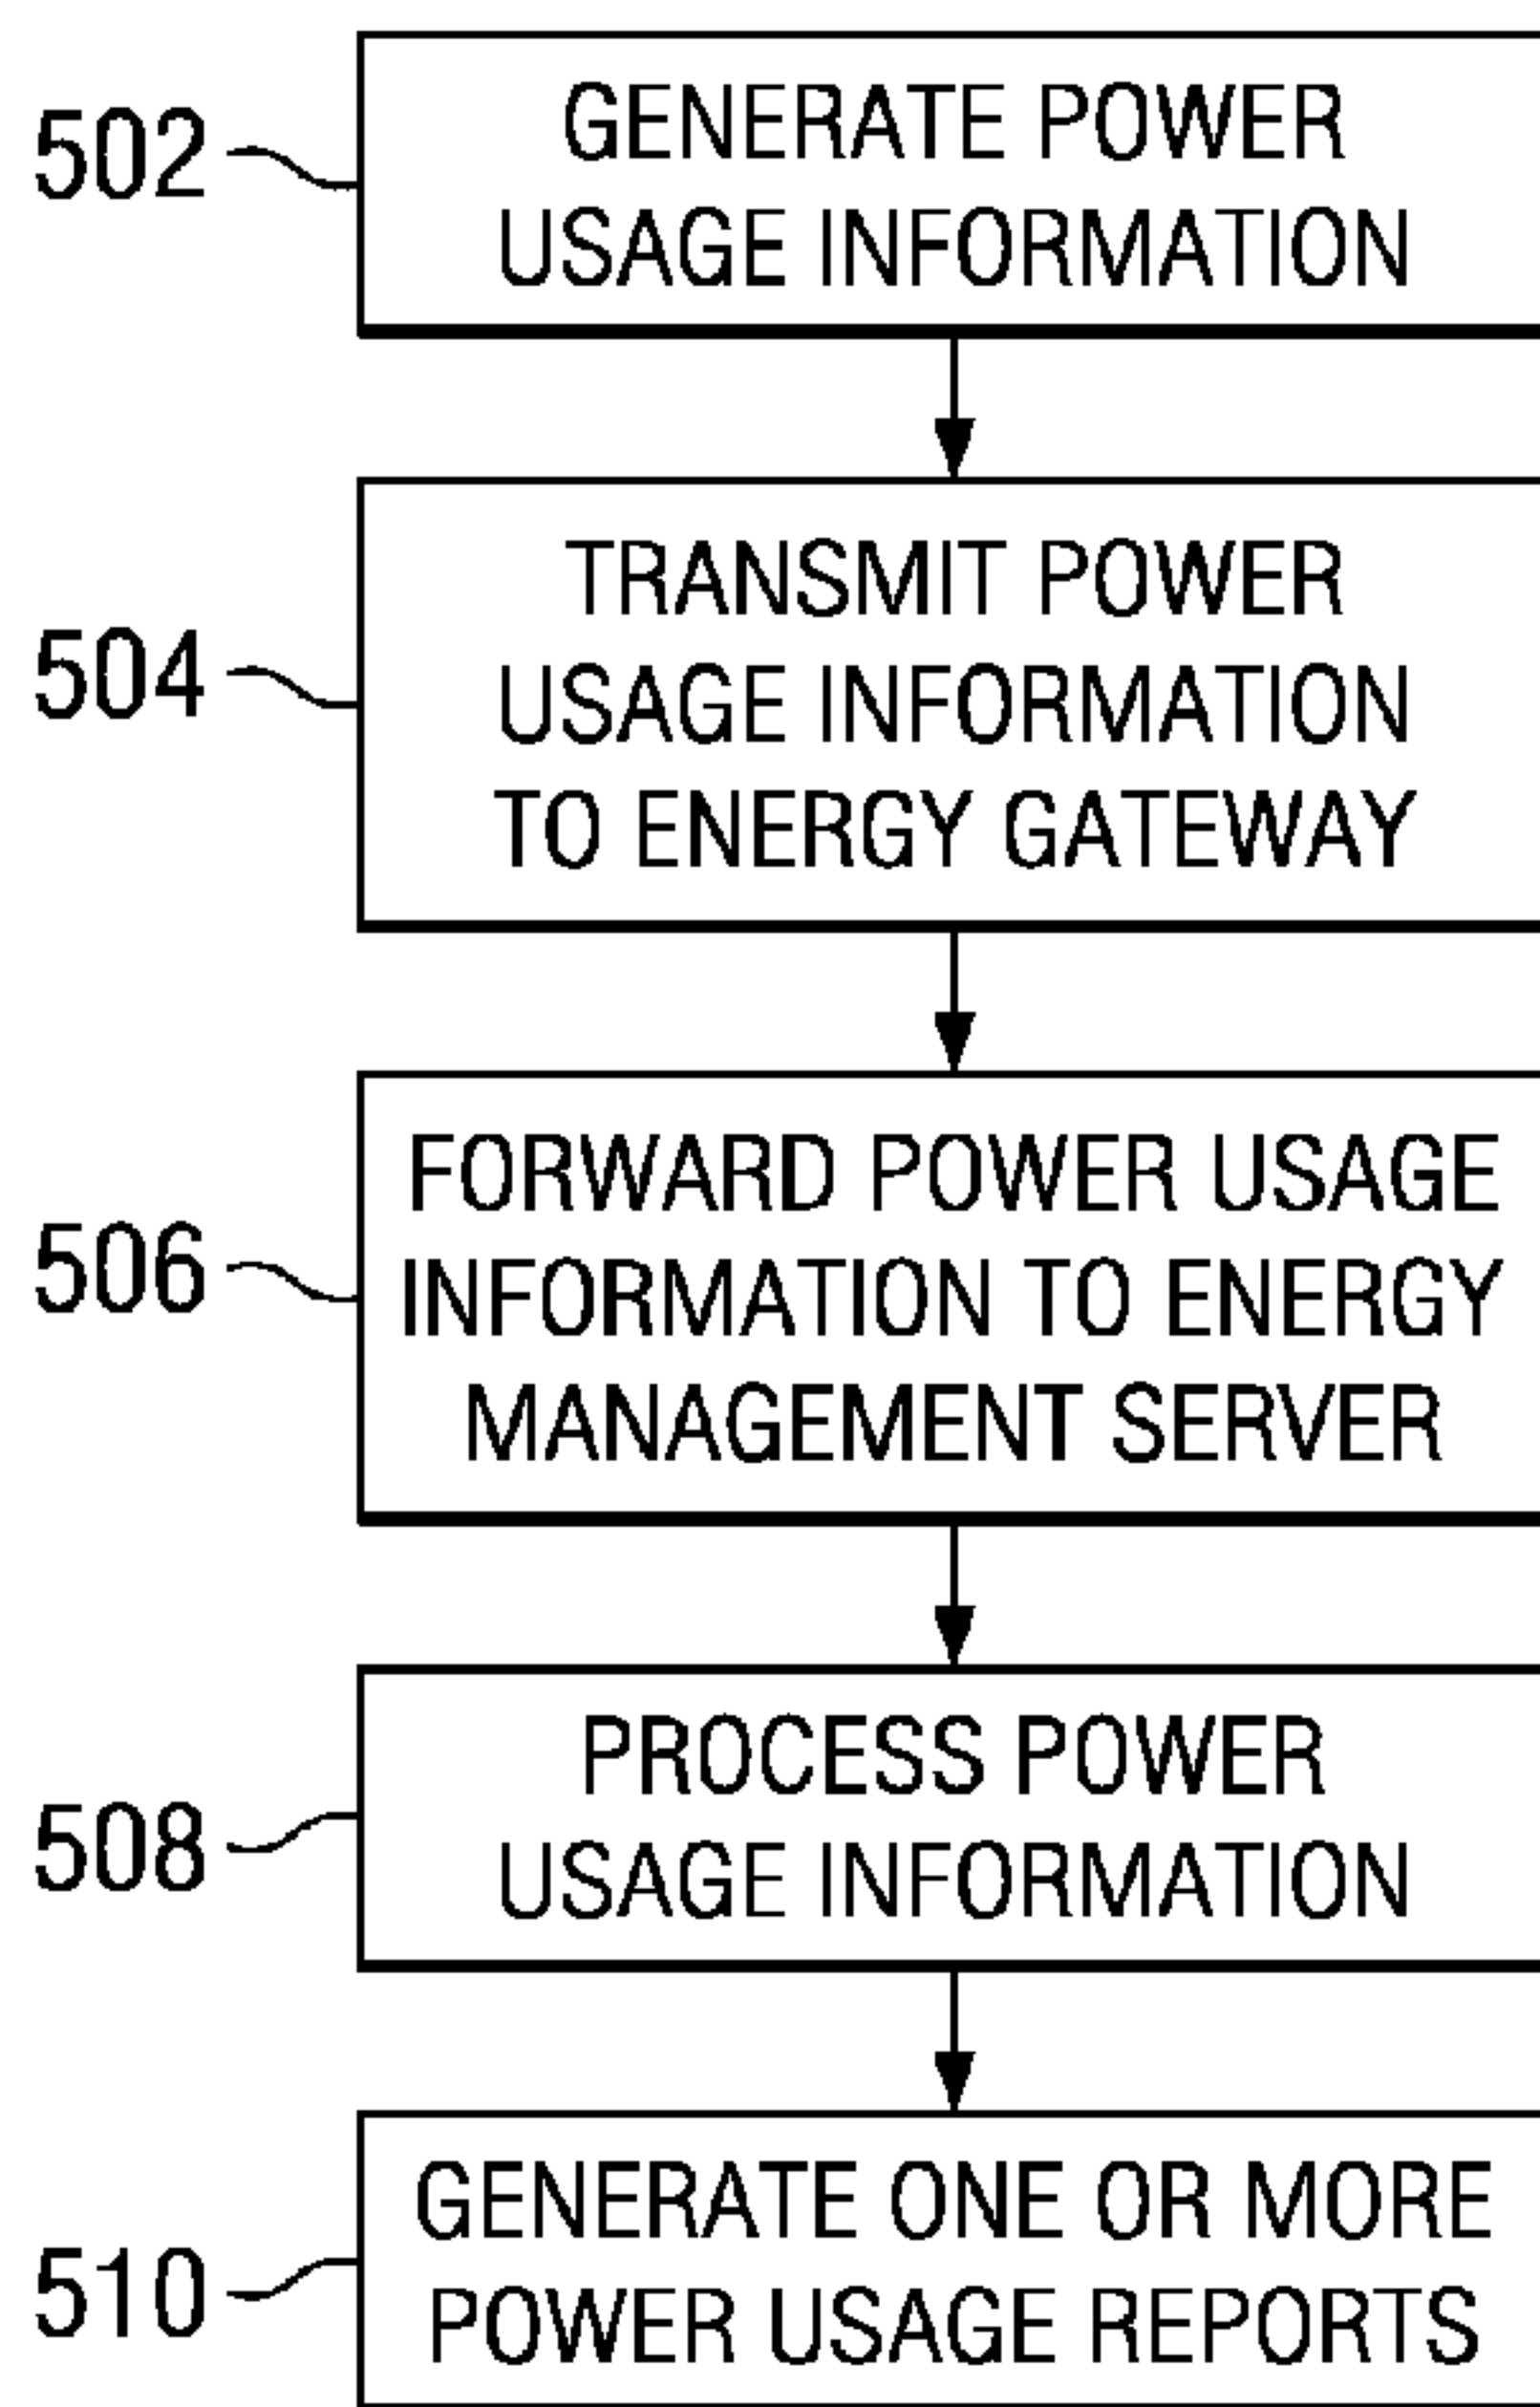 502
GENERATE POWER
USAGE INFORMATION
504
TRANSMIT POWER
USAGE INFORMATION
TO ENERGY GATEWAY
506
FORWARD POWER USAGE
INFORMATION TO ENERGY
MANAGEMENT SERVER
508
PROCESS POWER
USAGE INFORMATION
510
GENERATE ONE OR MORE
POWER USAGE REPORTS